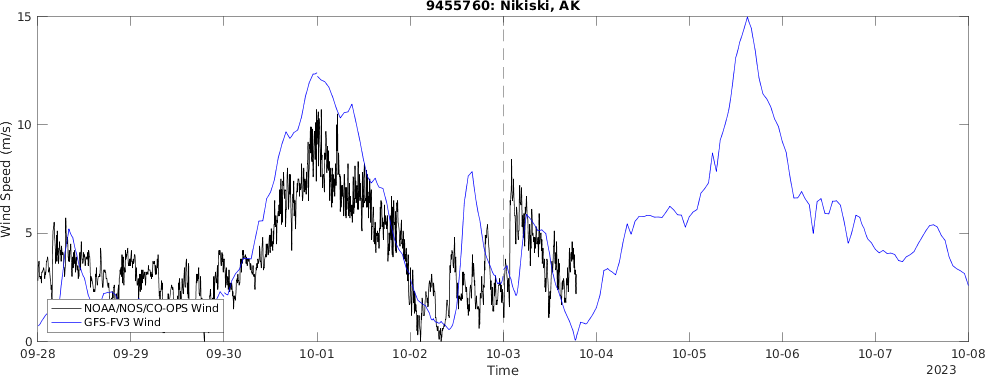 9455760: Nikiski, AK
Wind Speed (m/s)
15
10
5
0
NOAA/NOS/CO-OPS Wind
GFS-FV3 Wind
09-28 09-29 09-30 10-01 10-02 10-03 10-04 10-05 10-06 10-07 10-08
Time
2023